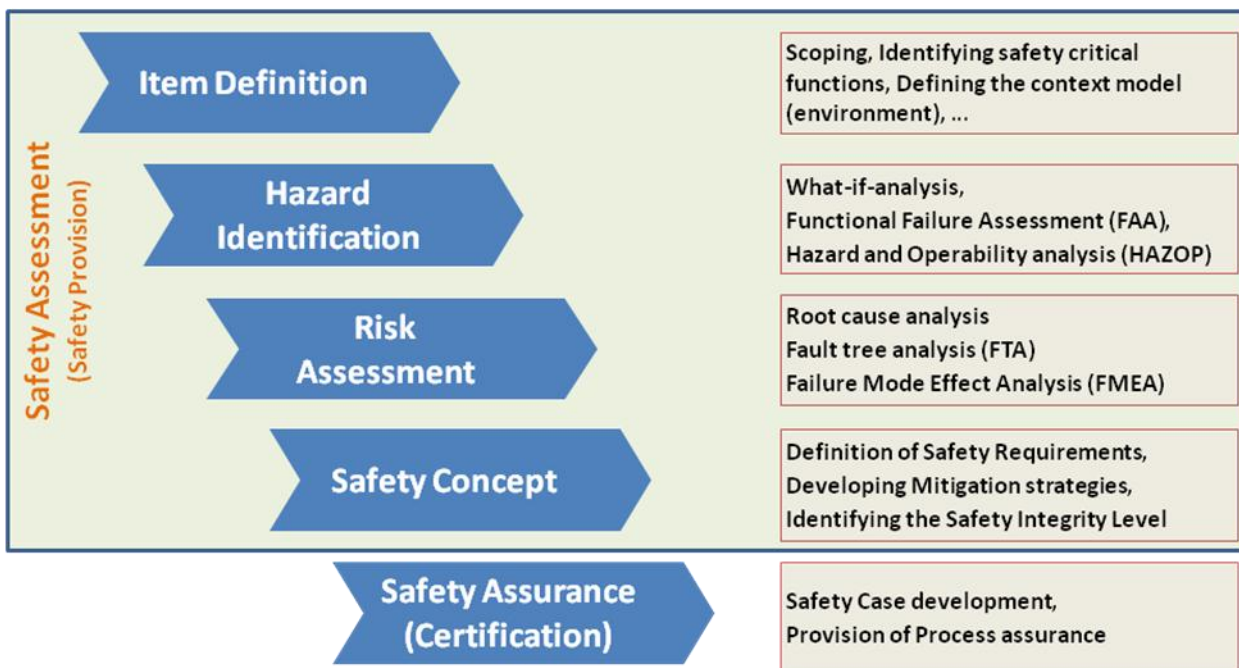 Safety Assessment
(Safety Provision)
Item Definition
Scoping, Identifying safety critical
functions, Defining the context model
(environment), ...
Hazard
Identification
What-if-analysis,
Functional Failure Assessment (FAA),
Hazard and Operability analysis (HAZOP)
Risk
Assessment
Root cause analysis
Fault tree analysis (FTA)
Failure Mode Effect Analysis (FMEA)
Safety Concept
Definition of Safety Requirements,
Developing Mitigation strategies,
Identifying the Safety Integrity Level
Safety Assurance
(Certification)
Safety Case development,
Provision of Process assurance